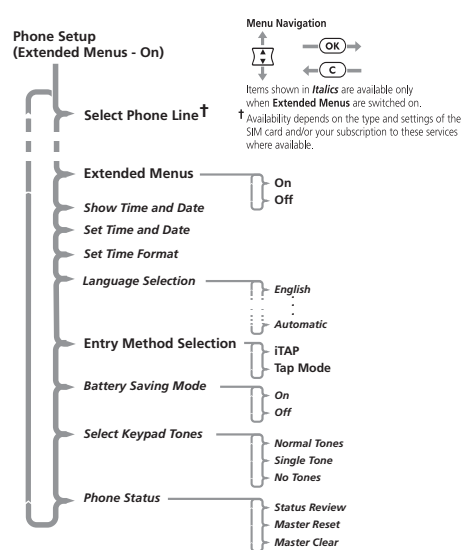 Phone Setup
(Extended Menus - On)
Menu Navigation
OK
C
Items shown in Italics are available only
when Extended Menus are switched on.
† Availability depends on the type and settings of the
SIM card and/or your subscription to these services
where available.
Select Phone Line†
Extended Menus
On
Off
Show Time and Date
Set Time and Date
Set Time Format
Language Selection
English
Automatic
Entry Method Selection
iTAP
Tap Mode
Battery Saving Mode
On
Off
Select Keypad Tones
Normal Tones
Single Tone
No Tones
Phone Status
Status Review
Master Reset
Master Clear